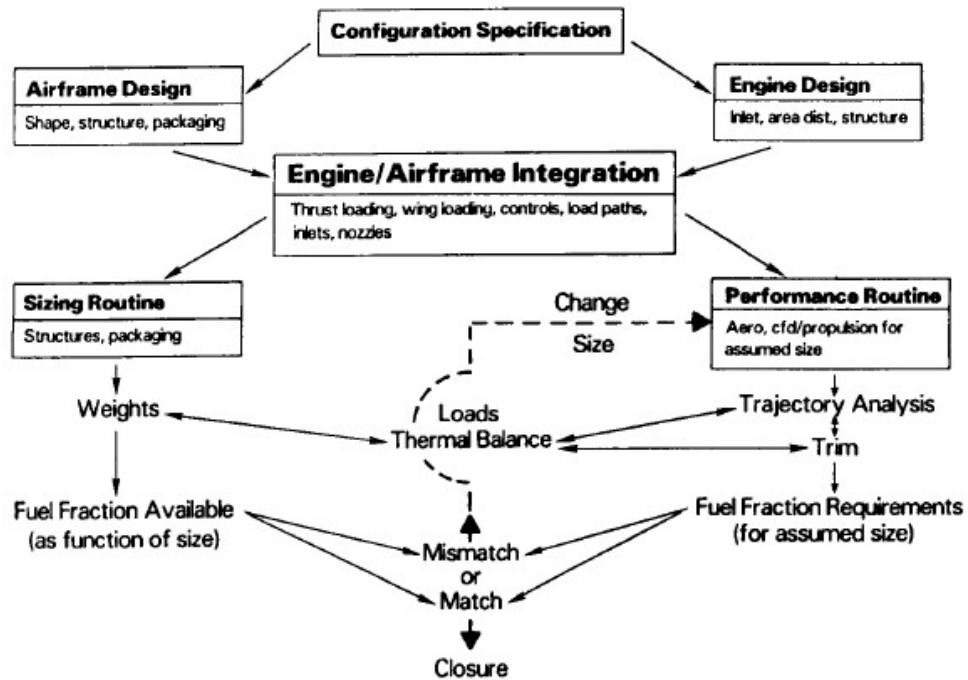 Configuration Specification
Airframe Design
Shape, structure, packaging
Engine Design
Inlet, area dist., structure
Engine/Airframe Integration
Thrust loading, wing loading, controls, load paths,
inlets, nozzles
Sizing Routine
Structures, packaging
Change
Size
Performance Routine
Aero, cfd/propulsion for
assumed size
Weights
Loads
Thermal Balance
Trajectory Analysis
Trim
Fuel Fraction Available
(as function of size)
Fuel Fraction Requirements
(for assumed size)
Mismatch
or
Match
Closure